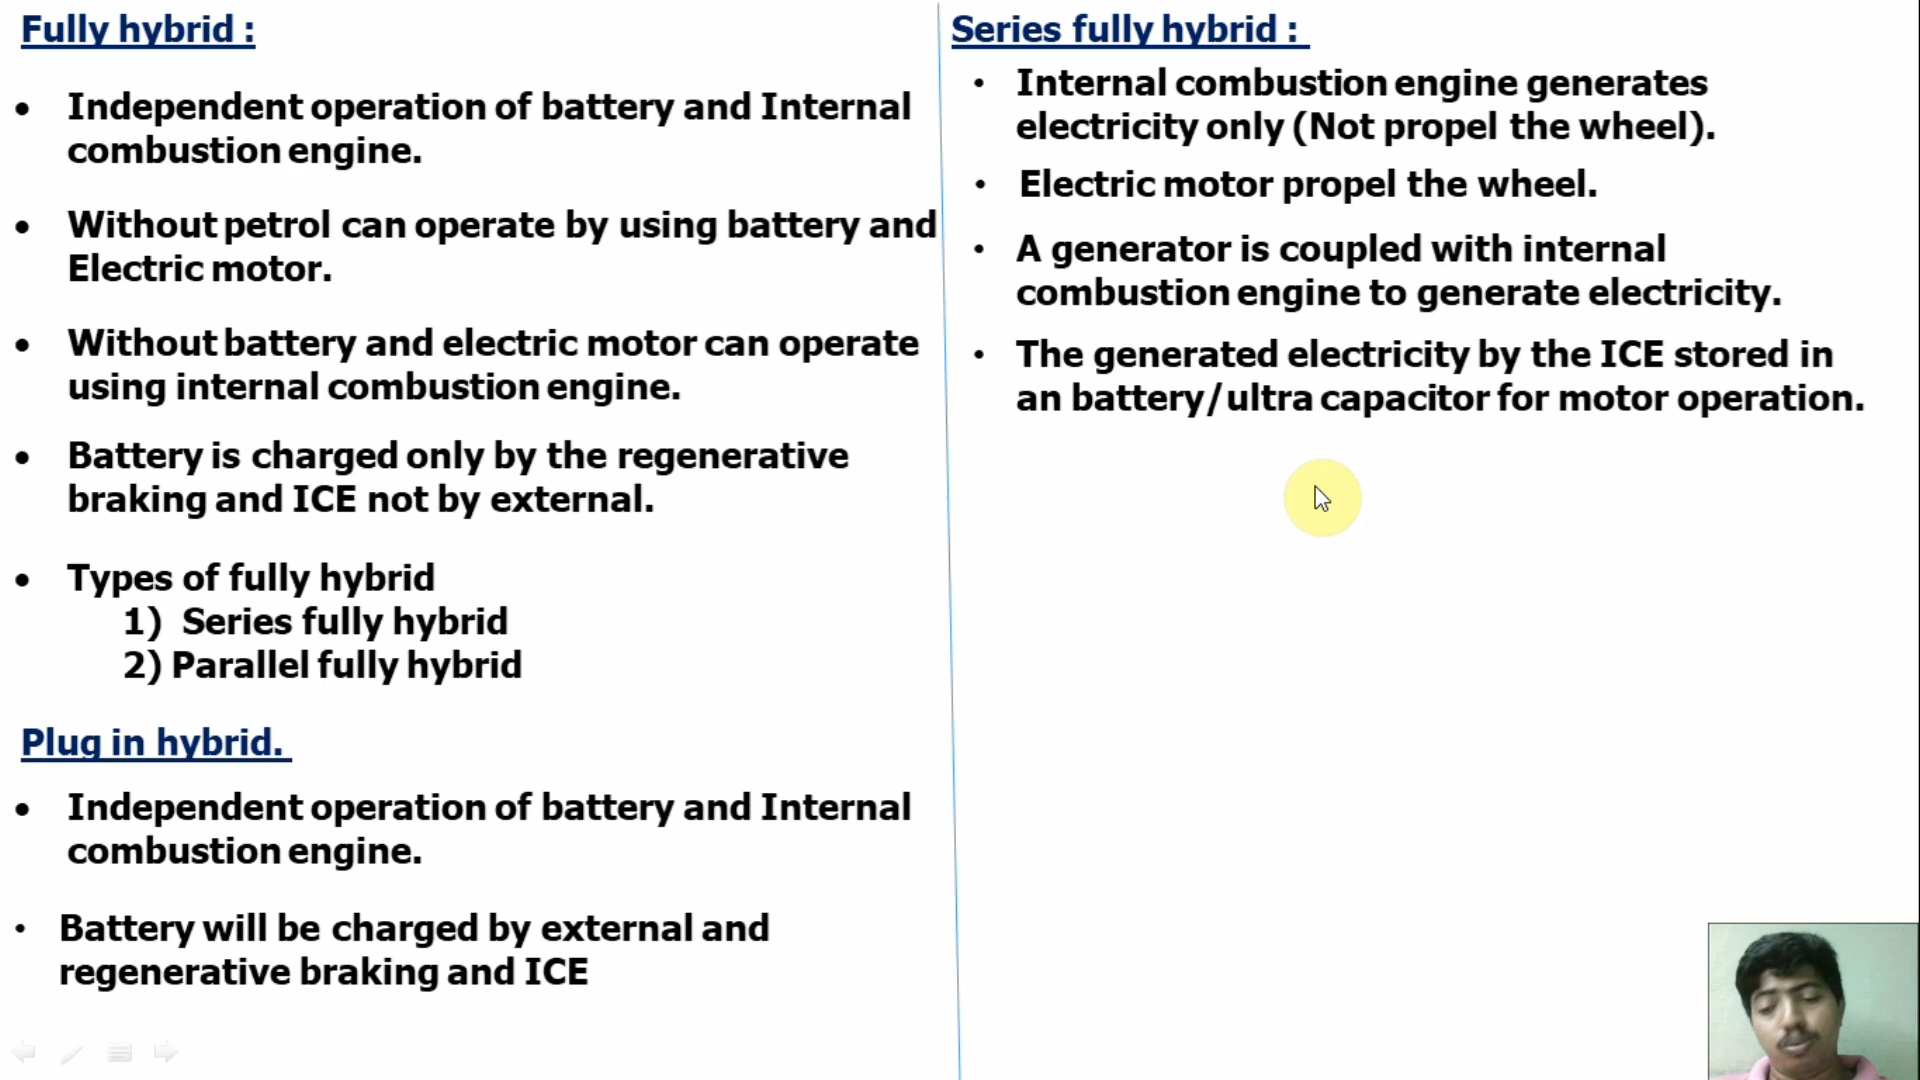 Fully hybrid :
• Independent operation of battery and Internal
combustion engine.
• Without petrol can operate by using battery and
Electric motor.
• Without battery and electric motor can operate
using internal combustion engine.
• Battery is charged only by the regenerative
braking and ICE not by external.
• Types of fully hybrid
1) Series fully hybrid
2) Parallel fully hybrid
Plug in hybrid.
• Independent operation of battery and Internal
combustion engine.
• Battery will be charged by external and
regenerative braking and ICE
Series fully hybrid :
• Internal combustion engine generates
electricity only (Not propel the wheel).
• Electric motor propel the wheel.
• A generator is coupled with internal
combustion engine to generate electricity.
• The generated electricity by the ICE stored in
an battery/ultra capacitor for motor operation.